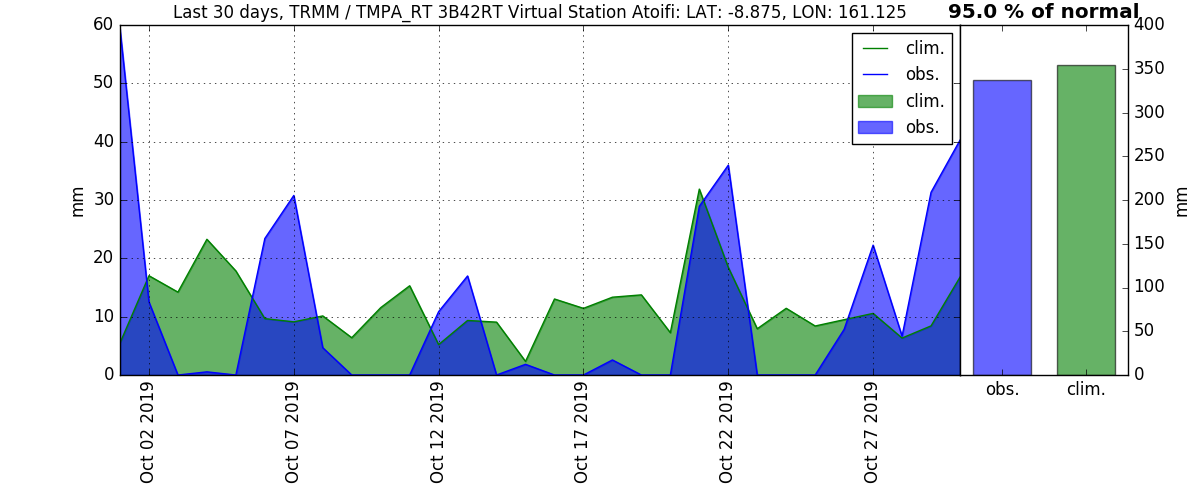 Last 30 days, TRMM / TMPA_RT 3B42RT Virtual Station Atoifi: LAT: -8.875, LON: 161.125
95.0 % of normal
60
50
40
30
20
10
0
mm
clim.
obs.
clim.
obs.
400
350
300
250
200
150
100
50
0
mm
Oct 02 2019
Oct 07 2019
Oct 12 2019
Oct 17 2019
Oct 22 2019
Oct 27 2019
obs.
clim.